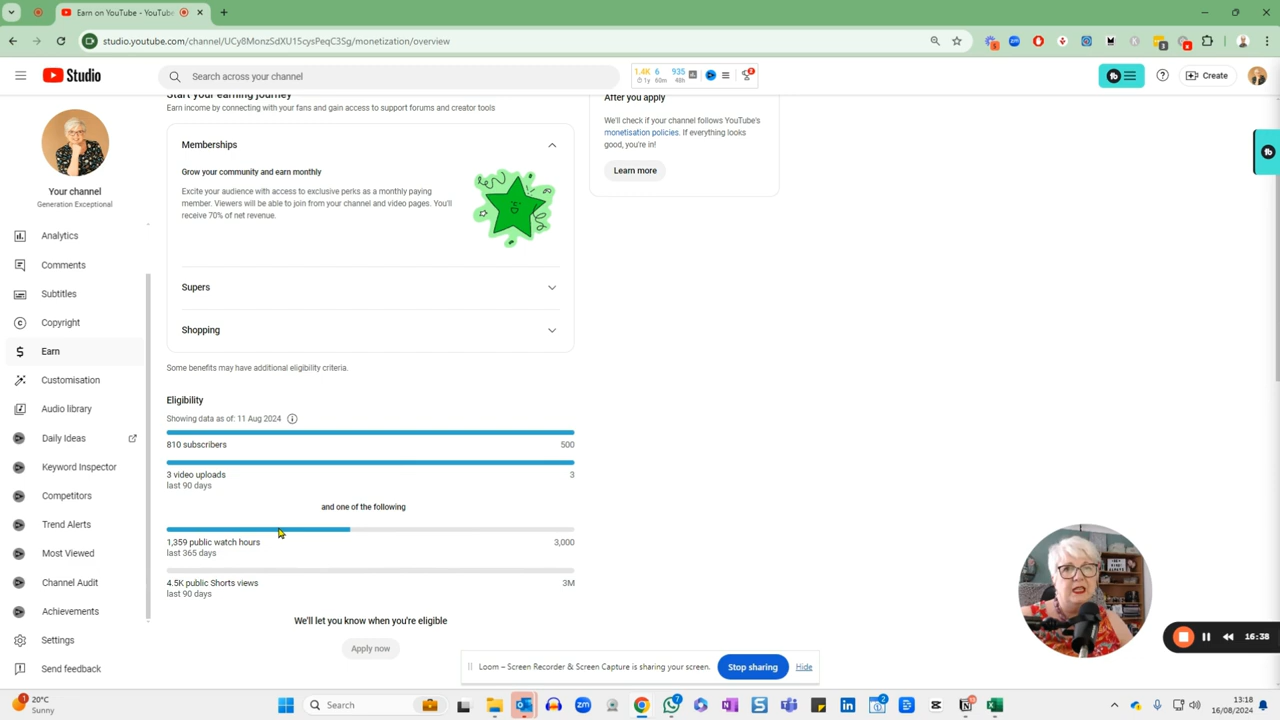 Earn on YouTube - YouTub
studio.youtube.com/channel/UCy8MonzSdXU15cysPeqC3Sg/monetization/overview
Studio
Search across your channel
1.4K 6 935
1y 60m 48h
Create
Start your earning journey
Earn income by connecting with your fans and gain access to support forums and creator tools
Memberships
Grow your community and earn monthly
Excite your audience with access to exclusive perks as a monthly paying
member. Viewers will be able to join from your channel and video pages. You'll
receive 70% of net revenue.
Supers
Shopping
Some benefits may have additional eligibility criteria.
Eligibility
Showing data as of: 11 Aug 2024
810 subscribers 500
3 video uploads 3
last 90 days
and one of the following
1,359 public watch hours 3,000
last 365 days
4.5K public Shorts views 3M
last 90 days
We'll let you know when you're eligible
Apply now
After you apply
We'll check if your channel follows YouTube's
monetisation policies. If everything looks
good, you're in!
Learn more
Your channel
Generation Exceptional
Analytics
Comments
Subtitles
Copyright
Earn
Customisation
Audio library
Daily Ideas
Keyword Inspector
Competitors
Trend Alerts
Most Viewed
Channel Audit
Achievements
Settings
Send feedback
Loom – Screen Recorder & Screen Capture is sharing your screen.
Stop sharing
Hide
16:38
20°C
Sunny
Search
13:18
16/08/2024